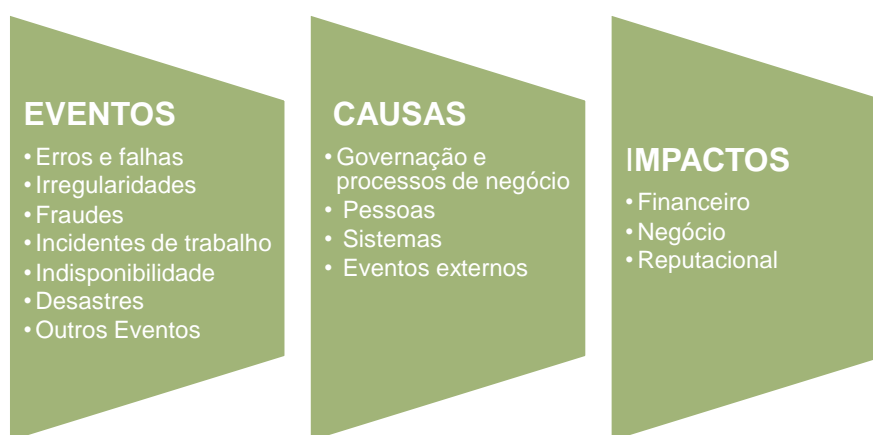 EVENTOS
• Erros e falhas
• Irregularidades
• Fraudes
• Incidentes de trabalho
• Indisponibilidade
• Desastres
• Outros Eventos
CAUSAS
• Governação e
processos de negócio
• Pessoas
• Sistemas
• Eventos externos
IMPACTOS
• Financeiro
• Negócio
• Reputacional